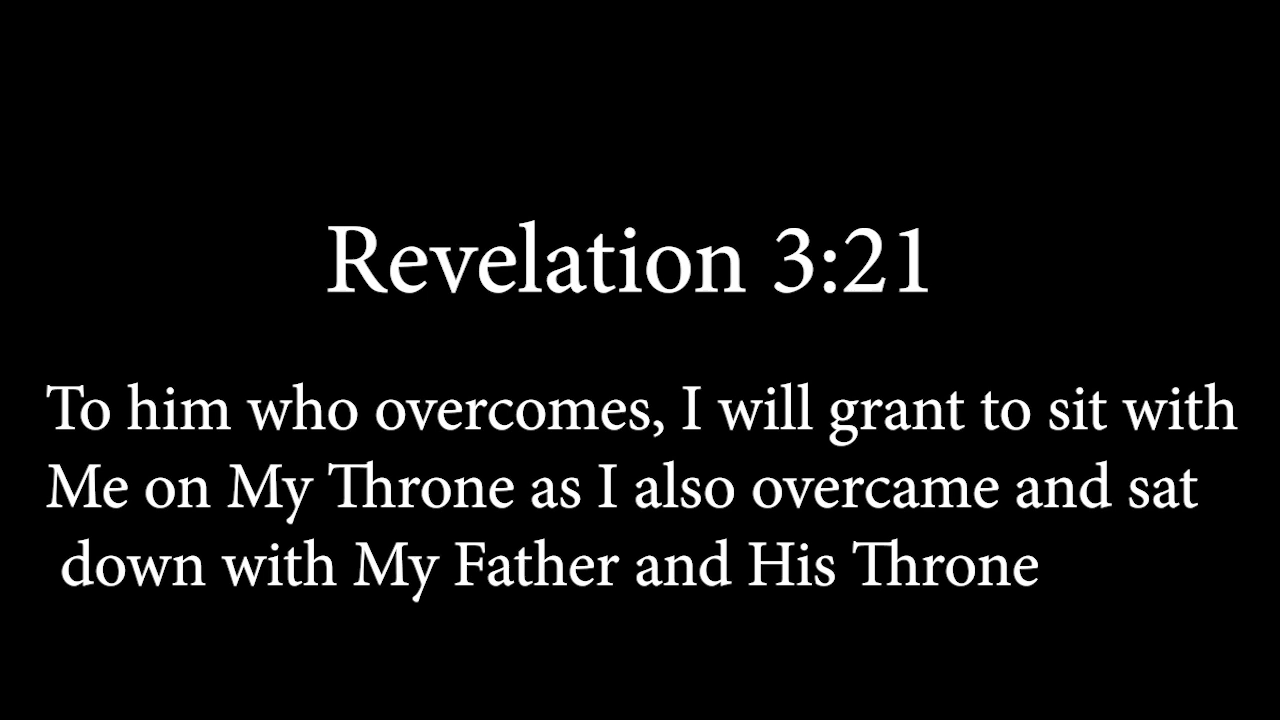 Revelation 3:21
To him who overcomes, I will grant to sit with
Me on My Throne as I also overcame and sat
down with My Father and His Throne